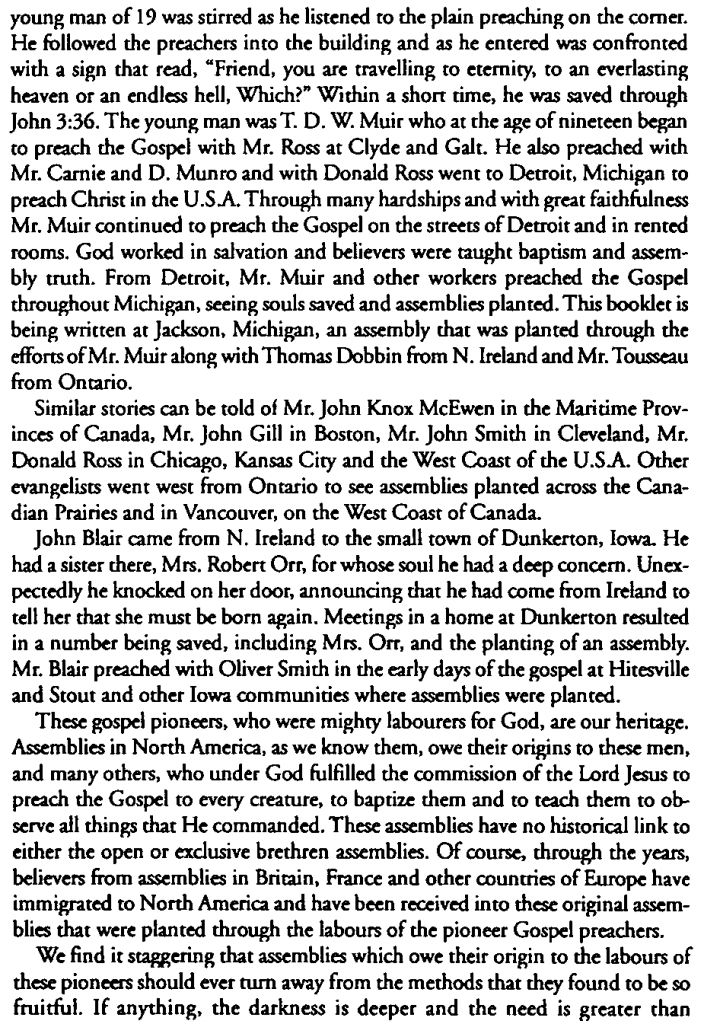 young man of 19 was stirred as he listened to the plain preaching on the corner.
He followed the preachers into the building and as he entered was confronted
with a sign that read, “Friend, you are travelling to eternity, to an everlasting
heaven or an endless hell, Which?” Within a short time, he was saved through
John 3:36. The young man was T. D. W. Muir who at the age of nineteen began
to preach the Gospel with Mr. Ross at Clyde and Galt. He also preached with
Mr. Carnie and D. Munro and with Donald Ross went to Detroit, Michigan to
preach Christ in the U.S.A. Through many hardships and with great faithfulness
Mr. Muir continued to preach the Gospel on the streets of Detroit and in rented
rooms. God worked in salvation and believers were taught baptism and assem-
bly truth. From Detroit, Mr. Muir and other workers preached the Gospel
throughout Michigan, seeing souls saved and assemblies planted. This booklet is
being written at Jackson, Michigan, an assembly that was planted through the
efforts of Mr. Muir along with Thomas Dobbin from N. Ireland and Mr. Tousseau
from Ontario.
Similar stories can be told of Mr. John Knox McEwen in the Maritime Prov-
inces of Canada, Mr. John Gill in Boston, Mr. John Smith in Cleveland, Mr.
Donald Ross in Chicago, Kansas City and the West Coast of the U.S.A. Other
evangelists went west from Ontario to see assemblies planted across the Cana-
dian Prairies and in Vancouver, on the West Coast of Canada.
John Blair came from N. Ireland to the small town of Dunkerton, Iowa. He
had a sister there, Mrs. Robert Orr, for whose soul he had a deep concern. Unex-
pectedly he knocked on her door, announcing that he had come from Ireland to
tell her that she must be born again. Meetings in a home at Dunkerton resulted
in a number being saved, including Mrs. Orr, and the planting of an assembly.
Mr. Blair preached with Oliver Smith in the early days of the gospel at Hitesville
and Stout and other Iowa communities where assemblies were planted.
These gospel pioneers, who were mighty labourers for God, are our heritage.
Assemblies in North America, as we know them, owe their origins to these men,
and many others, who under God fulfilled the commission of the Lord Jesus to
preach the Gospel to every creature, to baptize them and to teach them to ob-
serve all things that He commanded. These assemblies have no historical link to
either the open or exclusive brethren assemblies. Of course, through the years,
believers from assemblies in Britain, France and other countries of Europe have
immigrated to North America and have been received into these original assem-
blies that were planted through the labours of the pioneer Gospel preachers.
We find it staggering that assemblies which owe their origin to the labours of
these pioneers should ever turn away from the methods that they found to be so
fruitful. If anything, the darkness is deeper and the need is greater than